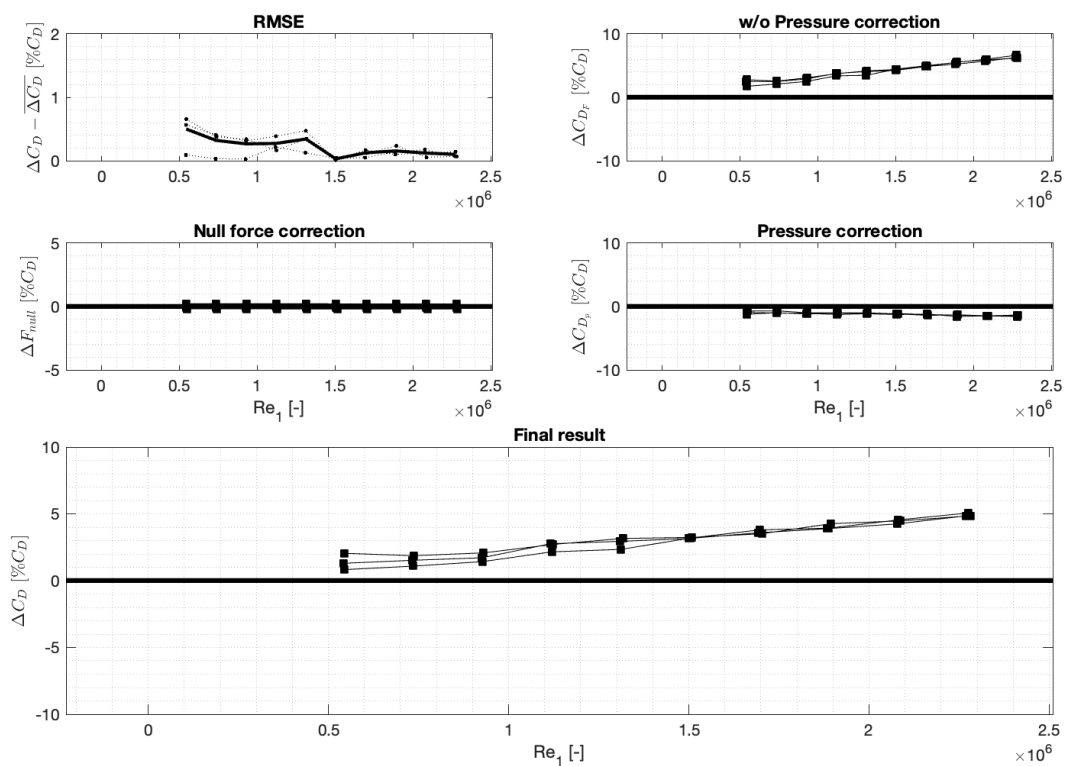 RMSE
ΔC_D − \overline{ΔC_D} [%C_D]
2
1
0
0 0.5 1 1.5 2 2.5
×10^6
w/o Pressure correction
ΔC_{D_F} [%C_D]
10
0
-10
0 0.5 1 1.5 2 2.5
×10^6
Null force correction
ΔF_{null} [%C_D]
5
0
-5
0 0.5 1 1.5 2 2.5
×10^6
Re_1 [-]
Pressure correction
ΔC_{D_p} [%C_D]
10
0
-10
0 0.5 1 1.5 2 2.5
×10^6
Re_1 [-]
Final result
ΔC_D [%C_D]
10
5
0
-5
-10
0 0.5 1 1.5 2 2.5
×10^6
Re_1 [-]